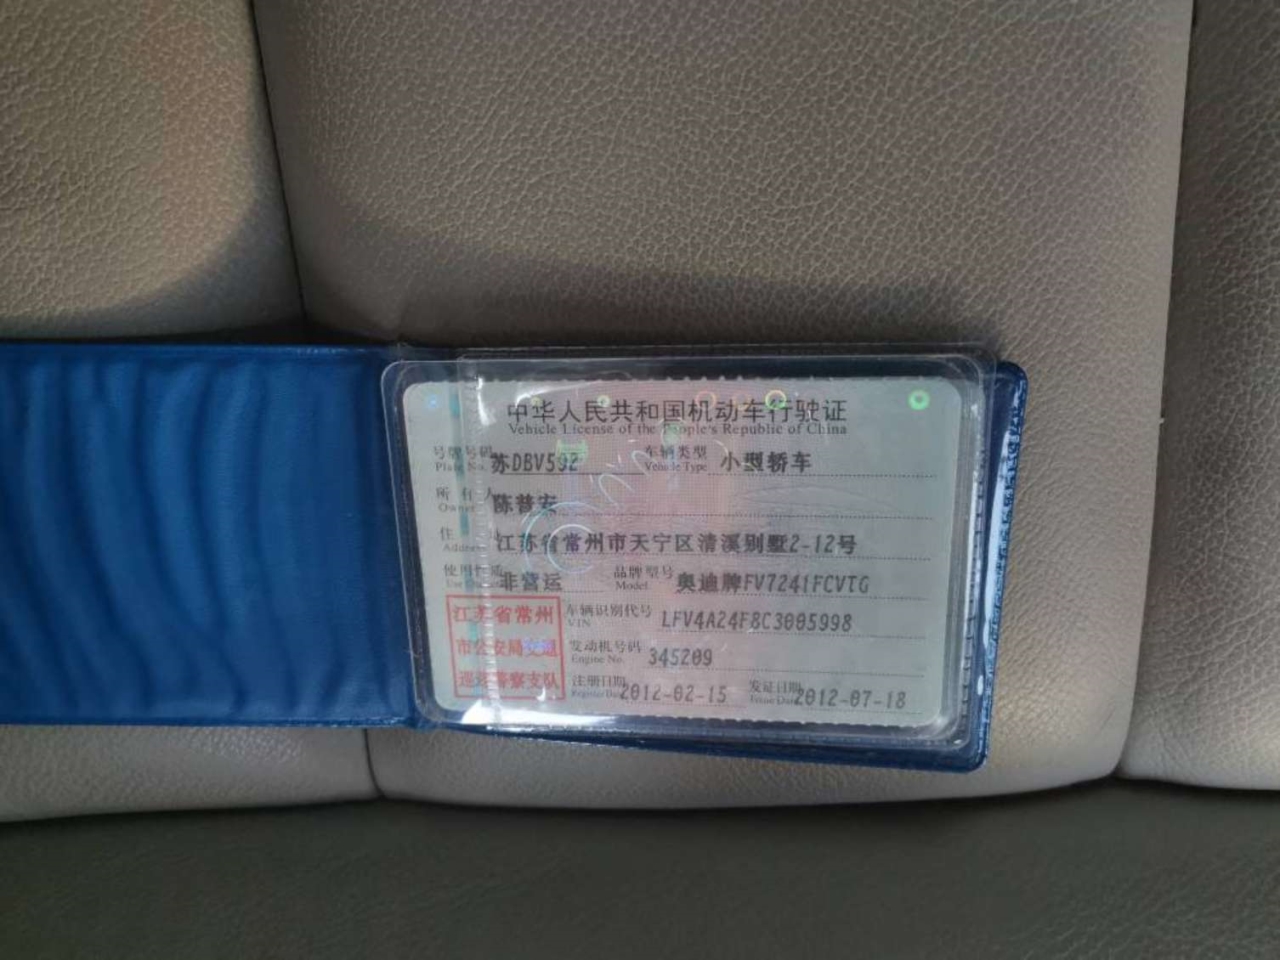 中华人民共和国机动车行驶证
Vehicle License of the People's Republic of China
号牌号码 苏DBV592 车辆类型 小型轿车
Plate No. Vehicle Type
所有人 陈替安
Owner
住 址 江苏省常州市天宁区清溪别墅2-12号
Address
使用性质 非营运 品牌型号 奥迪牌FV7241FCVTG
Model
江苏省常州 车辆识别代号 LFV4A24F8C3005998
VIN
市公安局交通 发动机号码 345209
Engine No.
巡逻警察支队 注册日期 2012-02-15 发证日期 2012-07-18
Register Date Issue Date